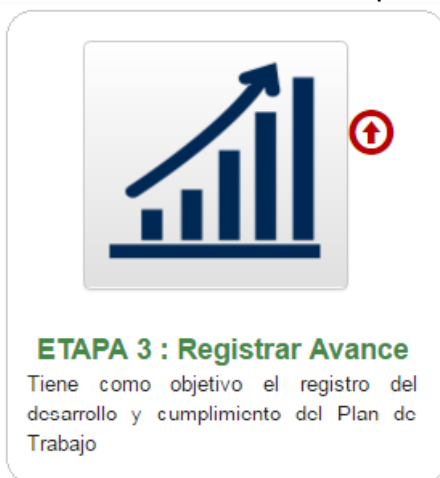 ETAPA 3 : Registrar Avance
Tiene como objetivo el registro del
desarrollo y cumplimiento del Plan de
Trabajo